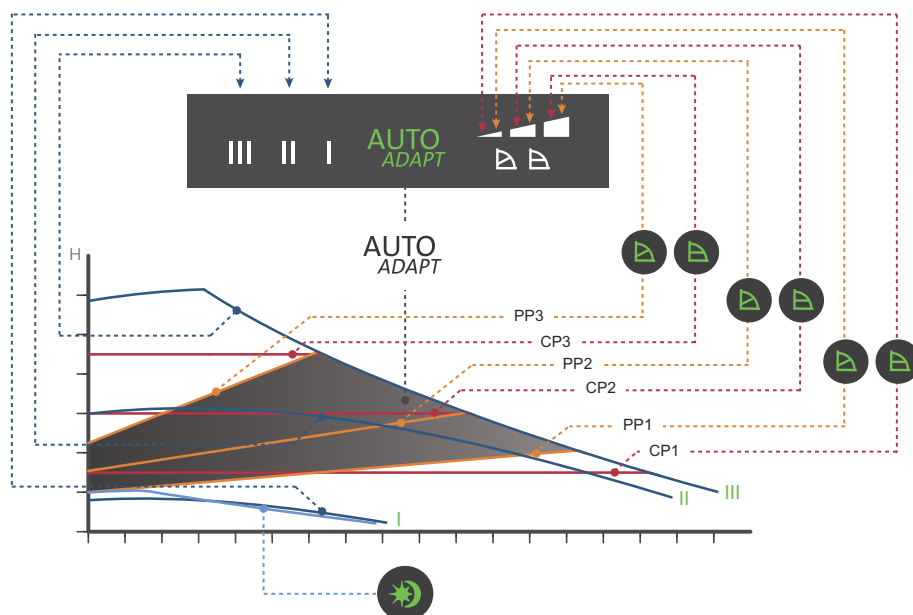 III II I AUTO
ADAPT
AUTO
ADAPT
H
PP3
CP3
PP2
CP2
PP1
CP1
III
II
I